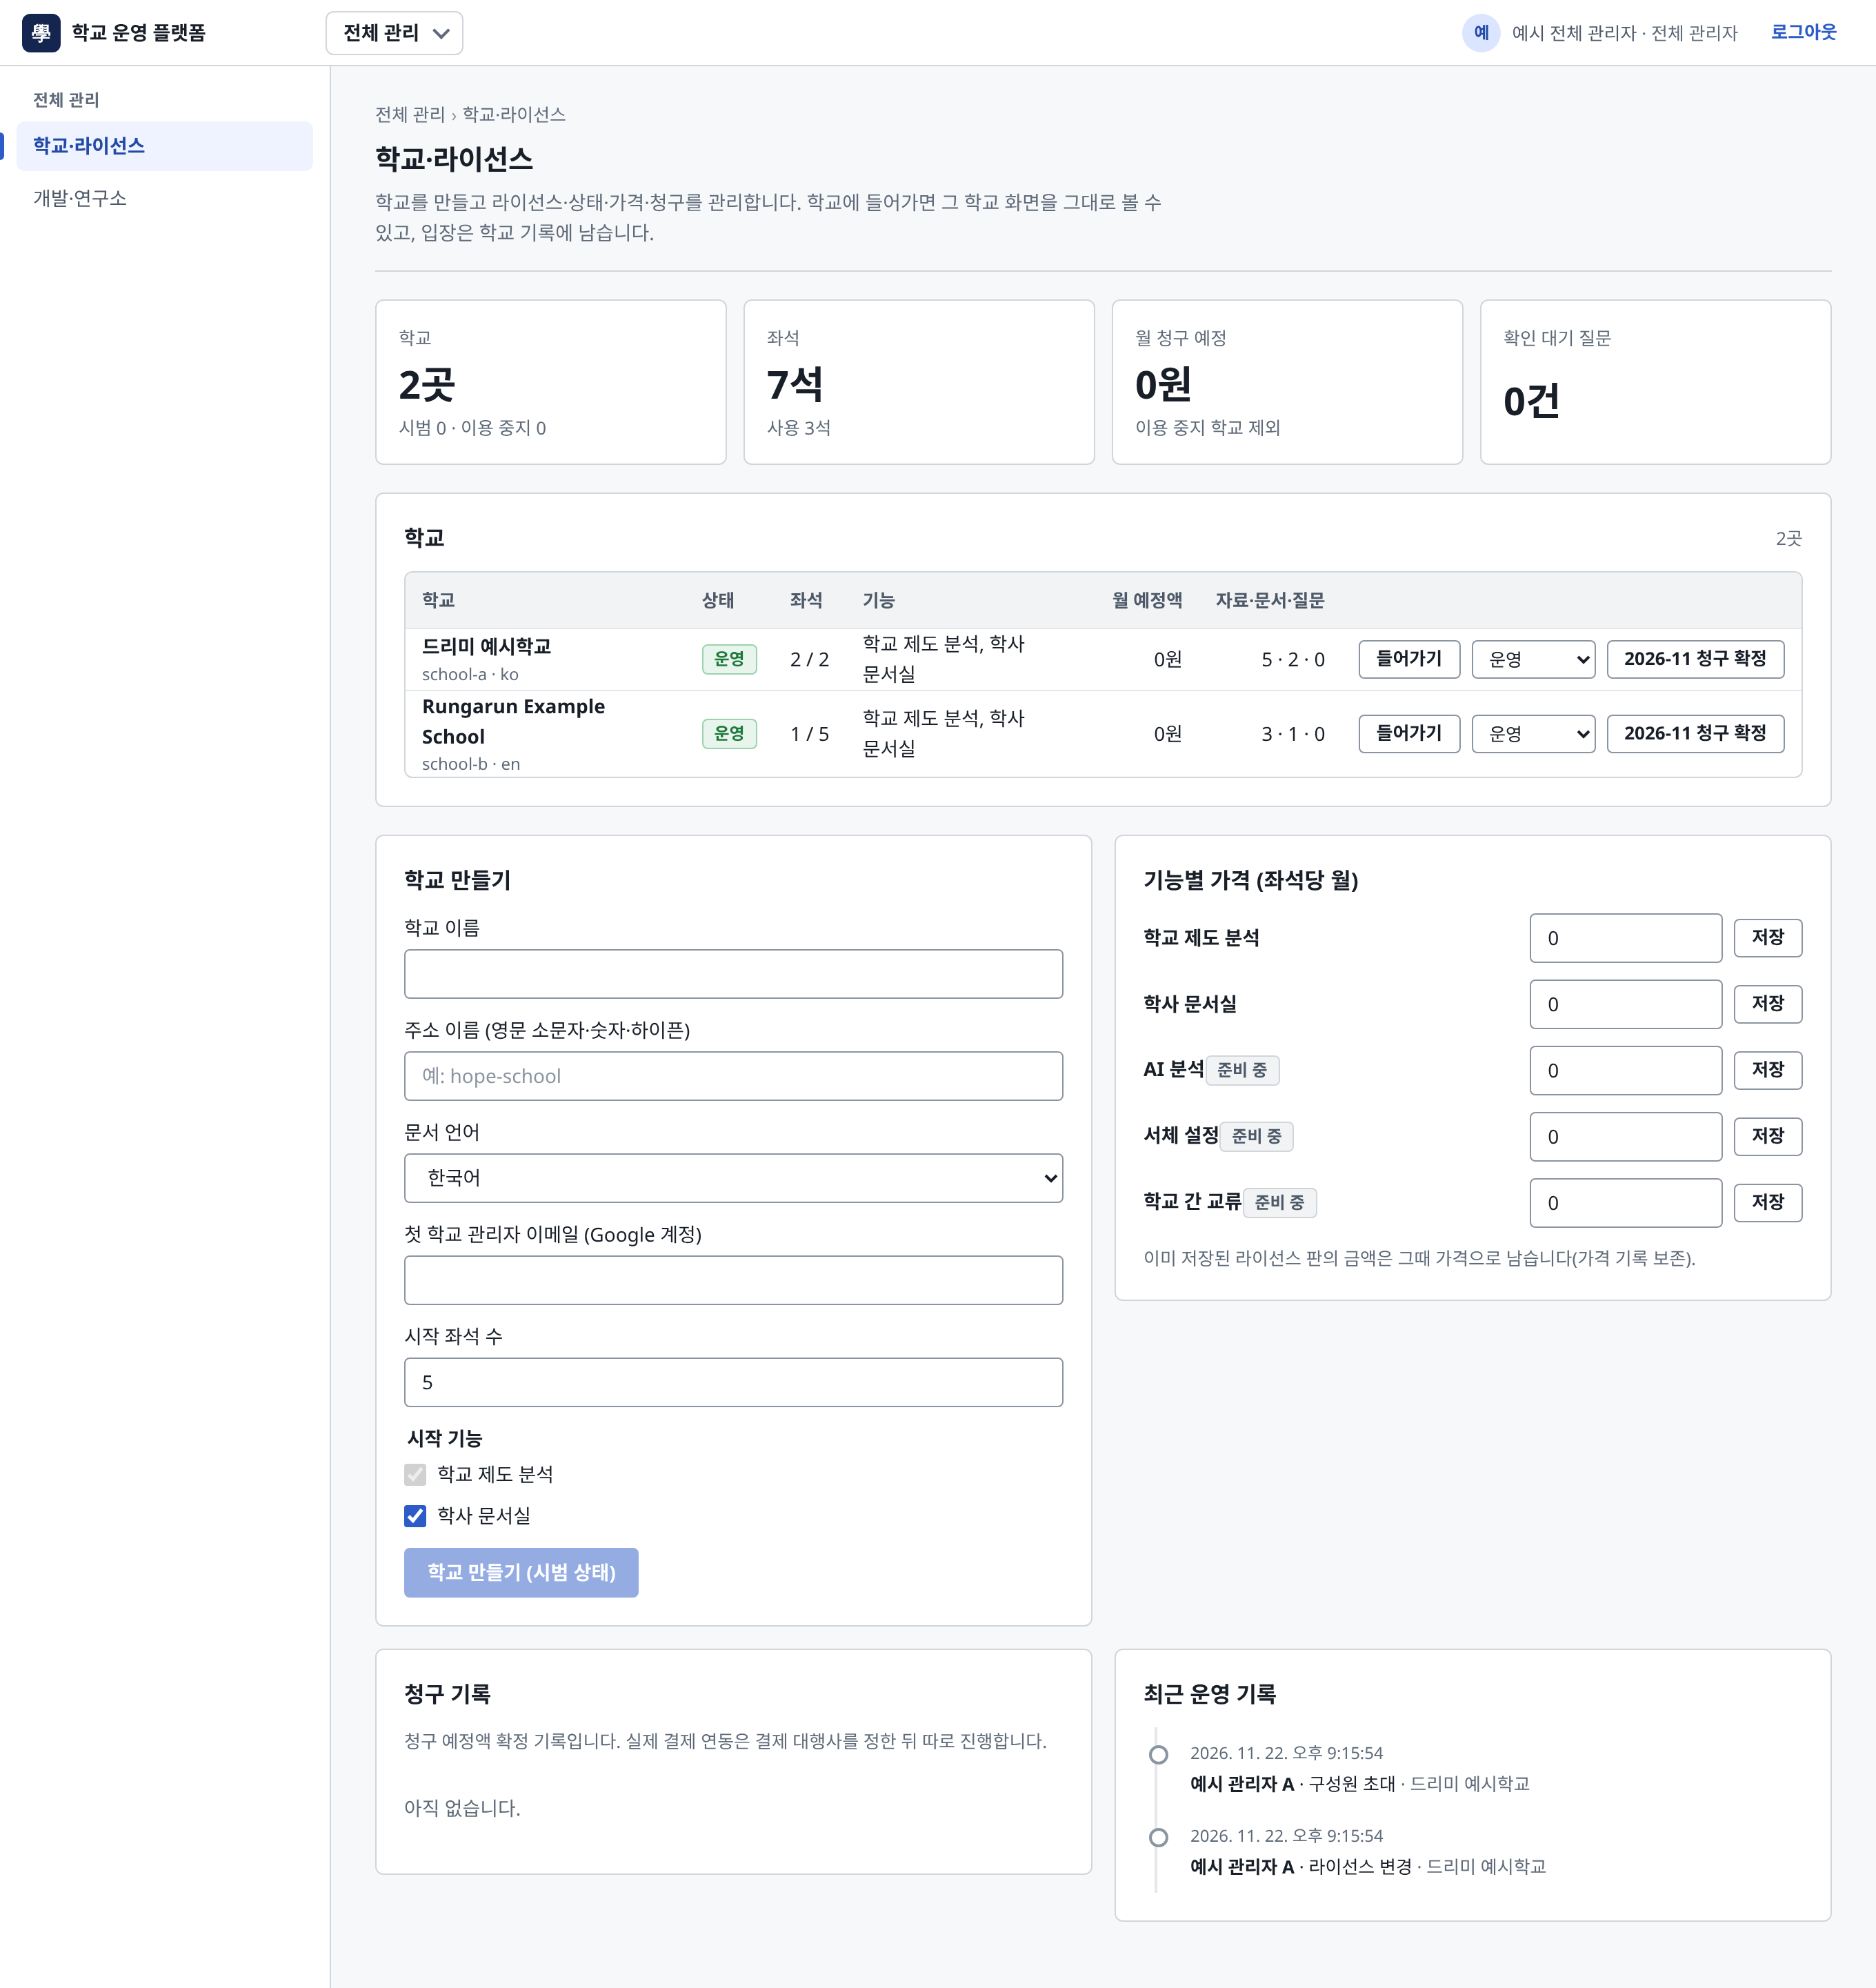 學 학교 운영 플랫폼
전체 관리
예 예시 전체 관리자 · 전체 관리자
로그아웃
전체 관리
학교·라이선스
개발·연구소
전체 관리 › 학교·라이선스
학교·라이선스
학교를 만들고 라이선스·상태·가격·청구를 관리합니다. 학교에 들어가면 그 학교 화면을 그대로 볼 수
있고, 입장은 학교 기록에 남습니다.
학교
2곳
시범 0 · 이용 중지 0
좌석
7석
사용 3석
월 청구 예정
0원
이용 중지 학교 제외
확인 대기 질문
0건
학교
2곳
학교 상태 좌석 기능 월 예정액 자료·문서·질문
드리미 예시학교
school-a · ko
운영
2 / 2
학교 제도 분석, 학사
문서실
0원
5 · 2 · 0
들어가기
운영
2026-11 청구 확정
Rungarun Example
School
school-b · en
운영
1 / 5
학교 제도 분석, 학사
문서실
0원
3 · 1 · 0
들어가기
운영
2026-11 청구 확정
학교 만들기
학교 이름
주소 이름 (영문 소문자·숫자·하이픈)
예: hope-school
문서 언어
한국어
첫 학교 관리자 이메일 (Google 계정)
시작 좌석 수
5
시작 기능
학교 제도 분석
학사 문서실
학교 만들기 (시범 상태)
기능별 가격 (좌석당 월)
학교 제도 분석 0 저장
학사 문서실 0 저장
AI 분석 준비 중 0 저장
서체 설정 준비 중 0 저장
학교 간 교류 준비 중 0 저장
이미 저장된 라이선스 판의 금액은 그때 가격으로 남습니다(가격 기록 보존).
청구 기록
청구 예정액 확정 기록입니다. 실제 결제 연동은 결제 대행사를 정한 뒤 따로 진행합니다.
아직 없습니다.
최근 운영 기록
2026. 11. 22. 오후 9:15:54
예시 관리자 A · 구성원 초대 · 드리미 예시학교
2026. 11. 22. 오후 9:15:54
예시 관리자 A · 라이선스 변경 · 드리미 예시학교